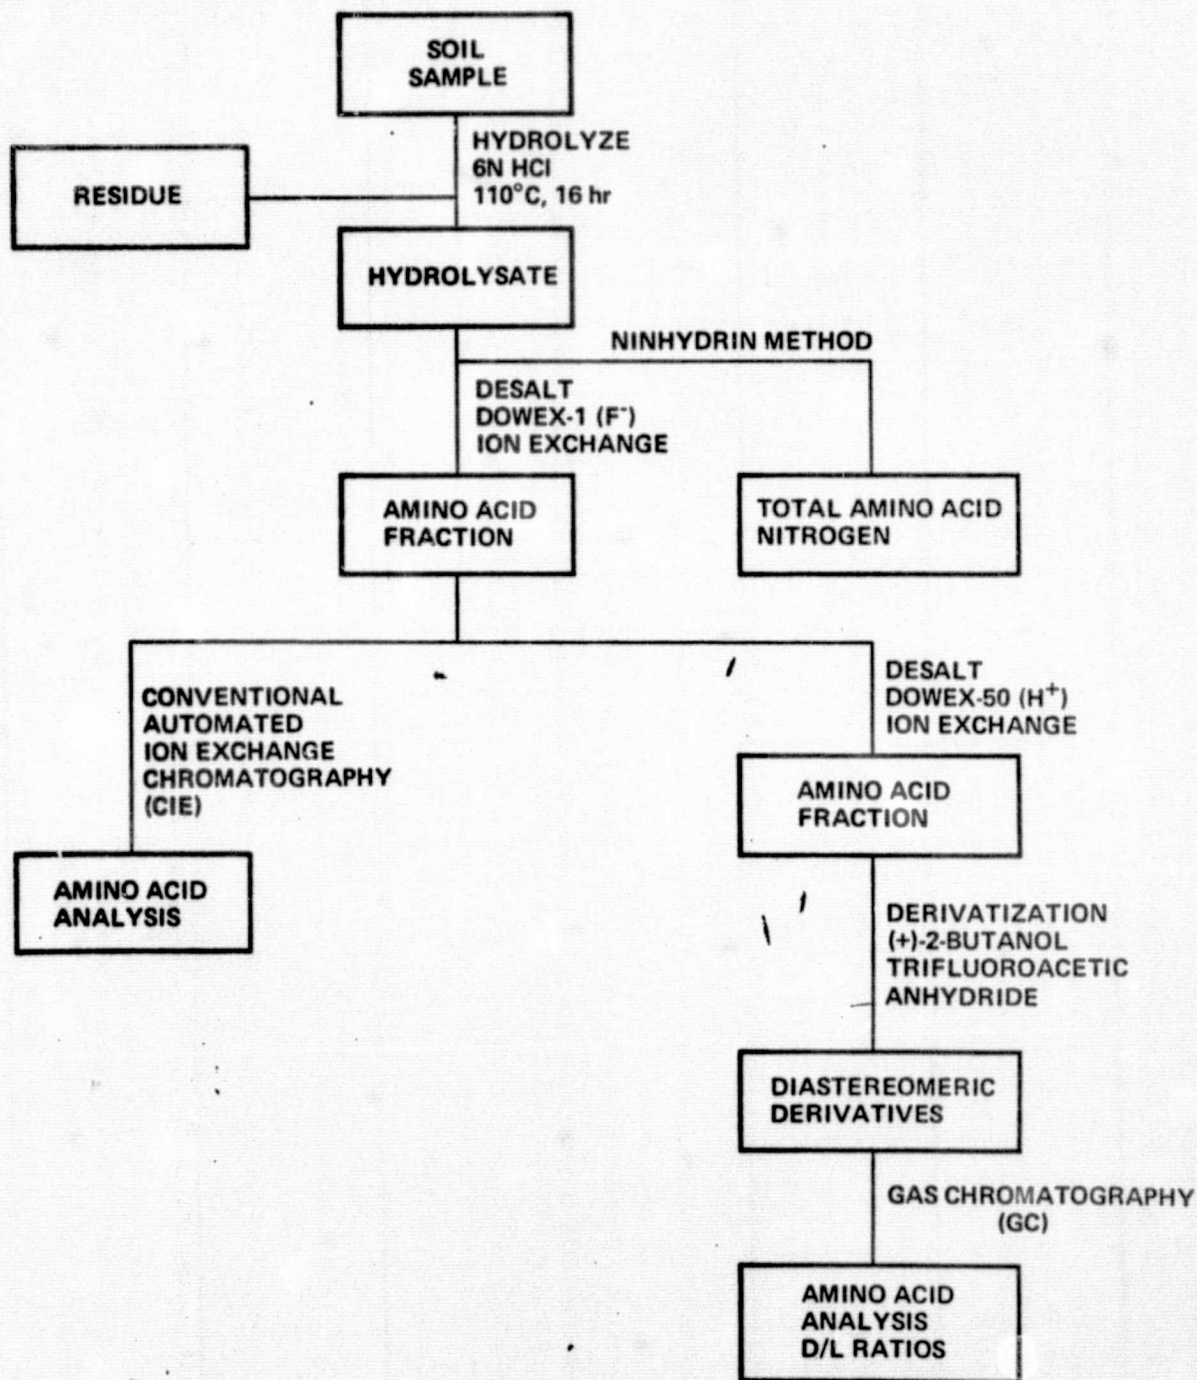 SOIL
SAMPLE
HYDROLYZE
6N HCl
110°C, 16 hr
RESIDUE
HYDROLYSATE
NINHYDRIN METHOD
DESALT
DOWEX-1 (F⁻)
ION EXCHANGE
AMINO ACID
FRACTION
TOTAL AMINO ACID
NITROGEN
CONVENTIONAL
AUTOMATED
ION EXCHANGE
CHROMATOGRAPHY
(CIE)
DESALT
DOWEX-50 (H⁺)
ION EXCHANGE
AMINO ACID
FRACTION
AMINO ACID
ANALYSIS
DERIVATIZATION
(+)-2-BUTANOL
TRIFLUOROACETIC
ANHYDRIDE
DIASTEREOMERIC
DERIVATIVES
GAS CHROMATOGRAPHY
(GC)
AMINO ACID
ANALYSIS
D/L RATIOS